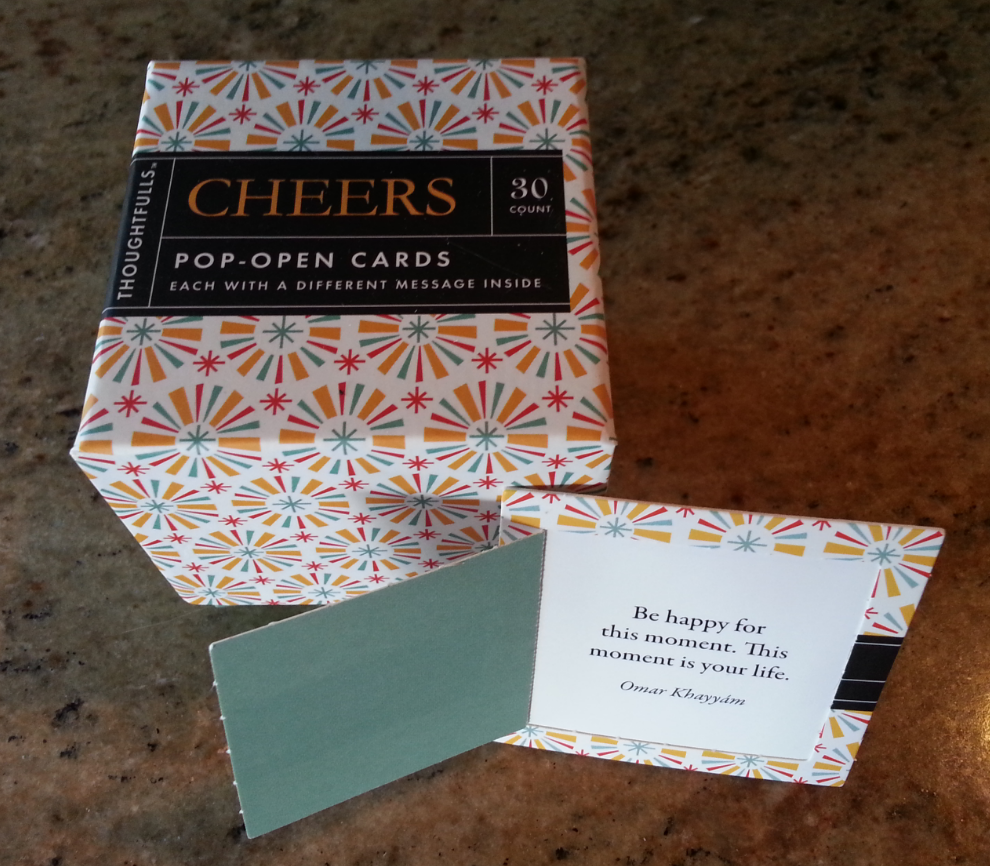 THOUGHTFULLS™
CHEERS
30
COUNT
POP-OPEN CARDS
EACH WITH A DIFFERENT MESSAGE INSIDE
Be happy for
this moment. This
moment is your life.
Omar Khayyám